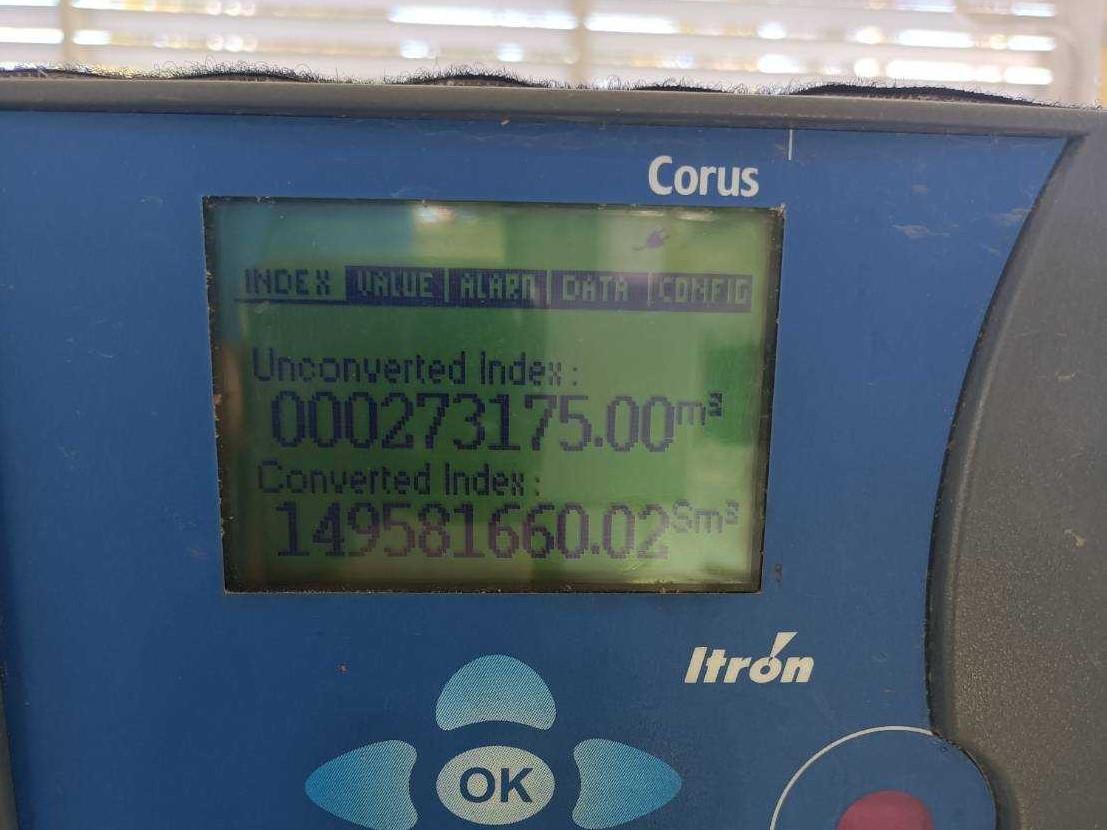 Corus
INDEX VALUE ALARM DATA CONFIG
Unconverted Index :
000273175.00m³
Converted Index :
149581660.02Sm³
Itron
OK